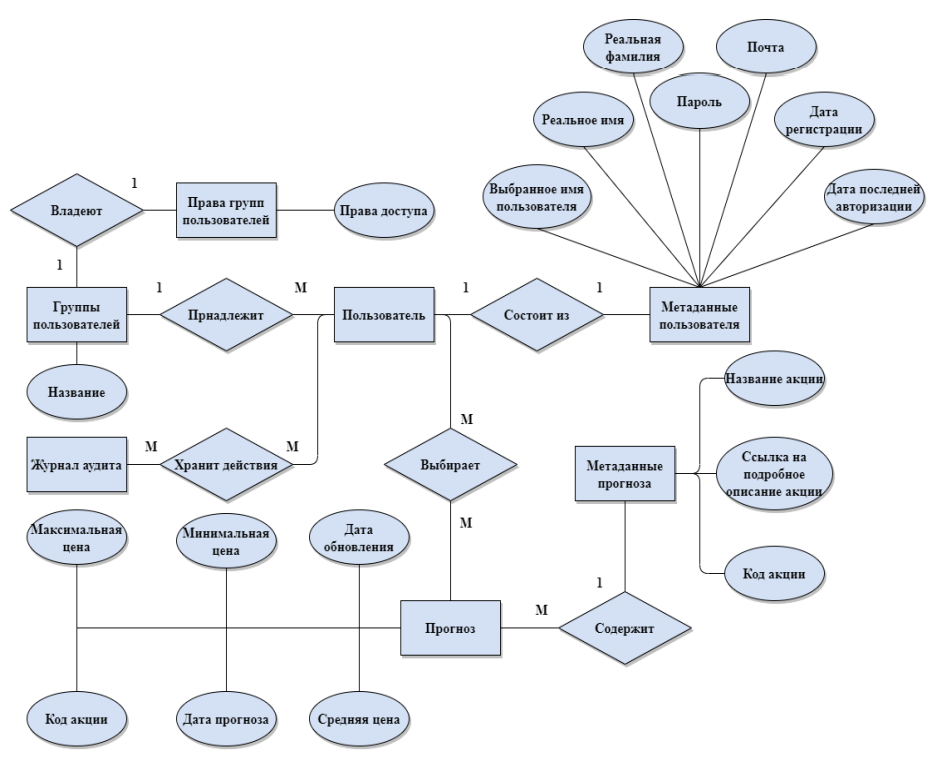 Реальная
фамилия
Почта
Пароль
Реальное имя
Дата
регистрации
Выбранное имя
пользователя
Дата последней
авторизации
1
Владеют
Права групп
пользователей
Права доступа
1
Группы
пользователей
1
Прнадлежит
М
Пользователь
1
Состоит из
1
Метаданные
пользователя
Название
Название акции
М
Журнал аудита
М
Хранит действия
М
Выбирает
Метаданные
прогноза
Ссылка на
подробное
описание акции
М
Максимальная
цена
Минимальная
цена
Дата
обновления
Код акции
1
М
Прогноз
Содержит
Код акции
Дата прогноза
Средняя цена